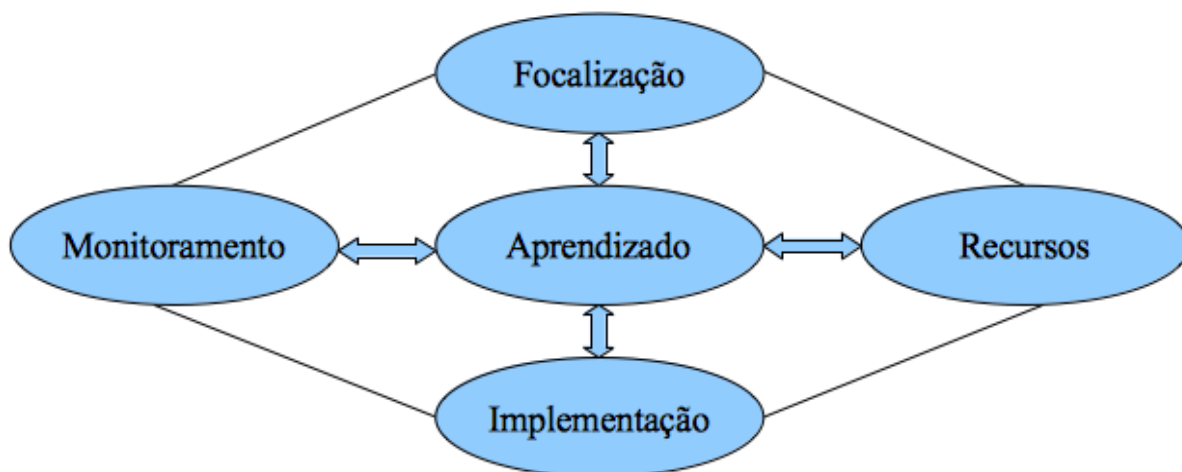 Focalização
Monitoramento
Aprendizado
Recursos
Implementação